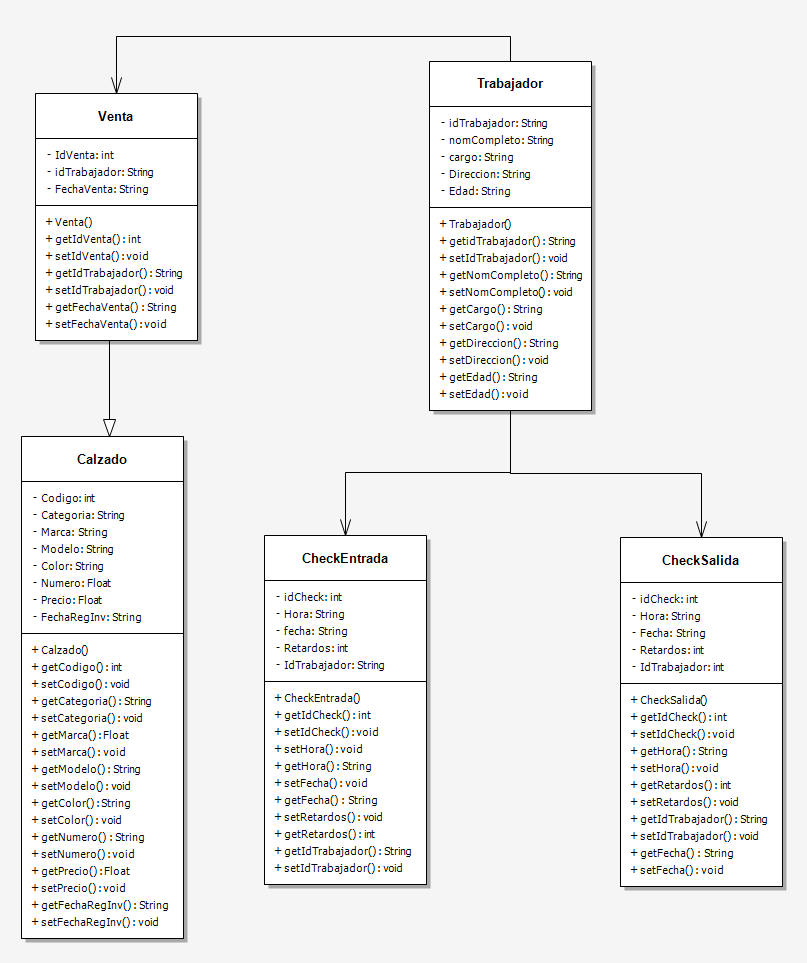 Venta
- IdVenta: int
- idTrabajador: String
- FechaVenta: String
+ Venta()
+ getIdVenta() : int
+ setIdVenta() : void
+ getIdTrabajador() : String
+ setIdTrabajador() : void
+ getFechaVenta() : String
+ setFechaVenta() : void
Trabajador
- idTrabajador: String
- nomCompleto: String
- cargo: String
- Direccion: String
- Edad: String
+ Trabajador()
+ getidTrabajador() : String
+ setIdTrabajador() : void
+ getNomCompleto() : String
+ setNomCompleto() : void
+ getCargo() : String
+ setCargo() : void
+ getDireccion() : String
+ setDireccion() : void
+ getEdad() : String
+ setEdad() : void
Calzado
- Codigo: int
- Categoria: String
- Marca: String
- Modelo: String
- Color: String
- Numero: Float
- Precio: Float
- FechaRegInv: String
+ Calzado()
+ getCodigo() : int
+ setCodigo() : void
+ getCategoria() : String
+ setCategoria() : void
+ getMarca() : Float
+ setMarca() : void
+ getModelo() : String
+ setModelo() : void
+ getColor() : String
+ setColor() : void
+ getNumero() : String
+ setNumero() : void
+ getPrecio() : Float
+ setPrecio() : void
+ getFechaRegInv() : String
+ setFechaRegInv() : void
CheckEntrada
- idCheck: int
- Hora: String
- fecha: String
- Retardos: int
- IdTrabajador: String
+ CheckEntrada()
+ getIdCheck() : int
+ setIdCheck() : void
+ setHora() : void
+ getHora() : String
+ setFecha() : void
+ getFecha() : String
+ setRetardos() : void
+ getRetardos() : int
+ getIdTrabajador() : String
+ setIdTrabajador() : void
CheckSalida
- idCheck: int
- Hora: String
- Fecha: String
- Retardos: int
- IdTrabajador: int
+ CheckSalida()
+ getIdCheck() : int
+ setIdCheck() : void
+ getHora() : String
+ setHora() : void
+ getRetardos() : int
+ setRetardos() : void
+ getIdTrabajador() : String
+ setIdTrabajador() : void
+ getFecha() : String
+ setFecha() : void